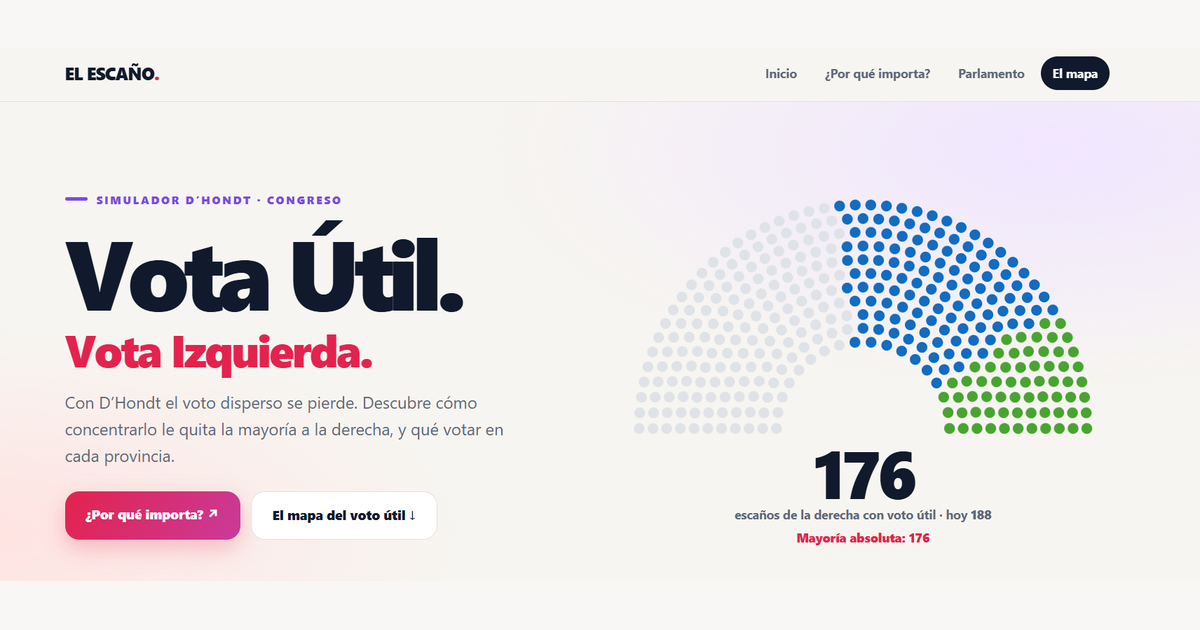 EL ESCAÑO.
Inicio ¿Por qué importa? Parlamento El mapa
SIMULADOR D'HONDT · CONGRESO
Vota Útil.
Vota Izquierda.
Con D'Hondt el voto disperso se pierde. Descubre cómo
concentrarlo le quita la mayoría a la derecha, y qué votar en
cada provincia.
¿Por qué importa? ↗
El mapa del voto útil ↓
176
escaños de la derecha con voto útil · hoy 188
Mayoría absoluta: 176